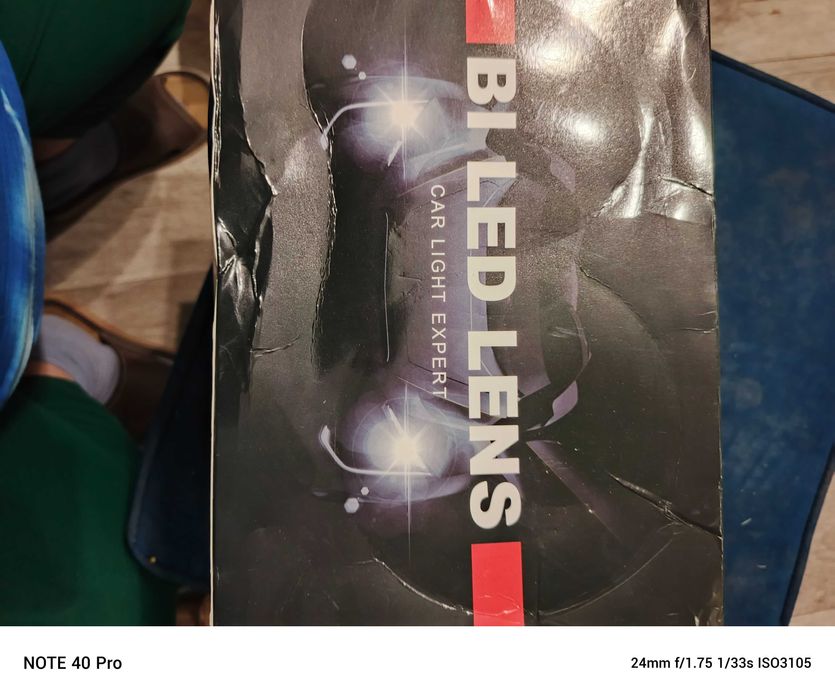 BI LED LENS
CAR LIGHT EXPERT
NOTE 40 Pro
24mm f/1.75 1/33s ISO3105